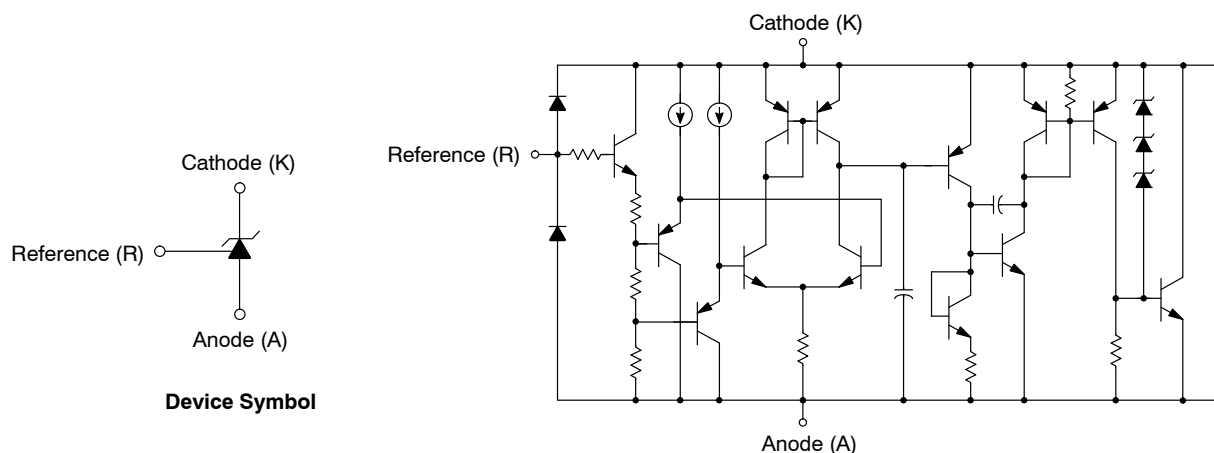 Cathode (K)
Reference (R)
Anode (A)
Device Symbol
Cathode (K)
Reference (R)
Anode (A)